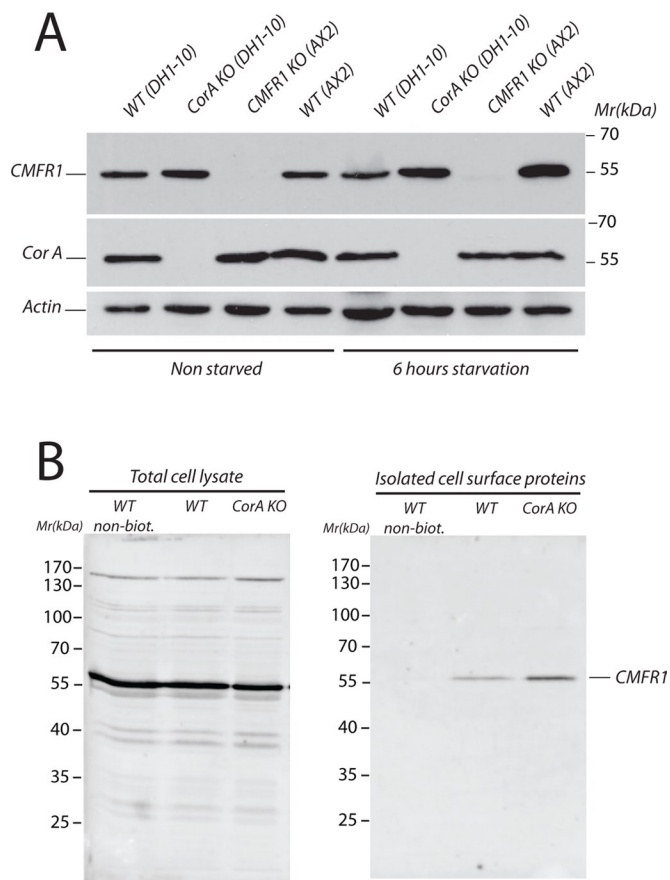 A
WT (DH1-10)
CorA KO (DH1-10)
CMFR1 KO (AX2)
WT (AX2)
WT (DH1-10)
CorA KO (DH1-10)
CMFR1 KO (AX2)
WT (AX2)
Mr(kDa)
70
CMFR1
55
70
Cor A
55
Actin
Non starved
6 hours starvation
B
Total cell lysate
Isolated cell surface proteins
WT non-biot.
WT
CorA KO
WT non-biot.
WT
CorA KO
Mr(kDa)
170
130
100
70
55
40
35
25
Mr(kDa)
170
130
100
70
55
40
35
25
CMFR1